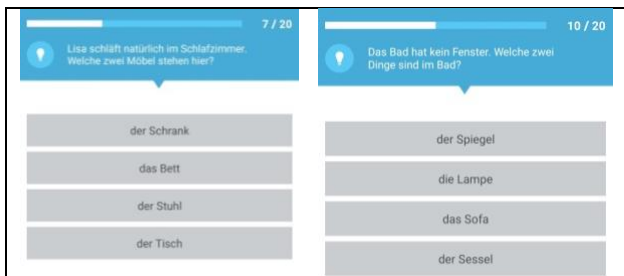 7 / 20
Lisa schläft natürlich im Schlafzimmer.
Welche zwei Möbel stehen hier?
der Schrank
das Bett
der Stuhl
der Tisch
10 / 20
Das Bad hat kein Fenster. Welche zwei
Dinge sind im Bad?
der Spiegel
die Lampe
das Sofa
der Sessel